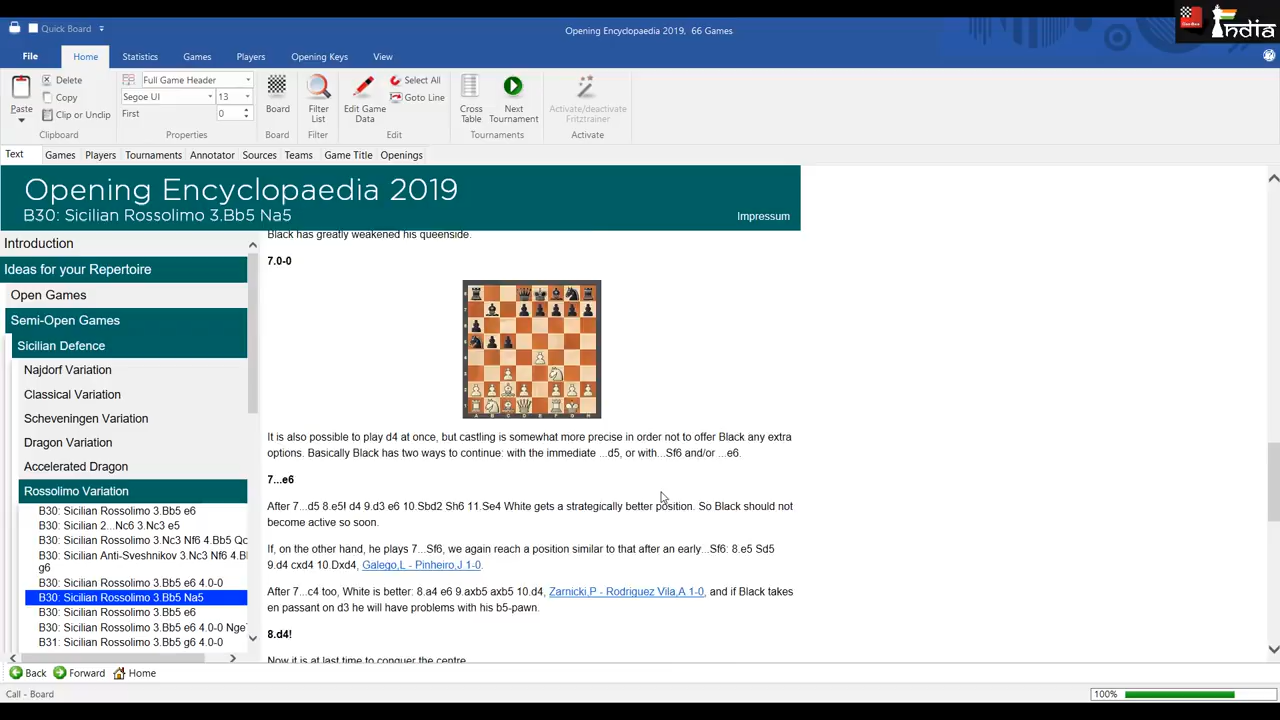 Quick Board
Opening Encyclopaedia 2019, 66 Games
India
File Home Statistics Games Players Opening Keys View
Paste
Delete
Copy
Clip or Undip
Clipboard
Full Game Header
Segoe UI 13
First 0
Properties
Board
Board
Filter List
Filter
Edit Game Data
Select All
Goto Line
Edit
Cross Table
Next Tournament
Tournaments
Activate/deactivate Fritztrainer
Activate
Text Games Players Tournaments Annotator Sources Teams Game Title Openings
Opening Encyclopaedia 2019
B30: Sicilian Rossolimo 3.Bb5 Na5
Impressum
Introduction
Ideas for your Repertoire
Open Games
Semi-Open Games
Sicilian Defence
Najdorf Variation
Classical Variation
Scheveningen Variation
Dragon Variation
Accelerated Dragon
Rossolimo Variation
B30: Sicilian Rossolimo 3.Bb5 e6
B30: Sicilian 2...Nc6 3.Nc3 e5
B30: Sicilian Rossolimo 3.Nc3 Nf6 4.Bb5 Qc
B30: Sicilian Anti-Sveshnikov 3.Nc3 Nf6 4.Bl
g6
B30: Sicilian Rossolimo 3.Bb5 e6 4.0-0
B30: Sicilian Rossolimo 3.Bb5 Na5
B30: Sicilian Rossolimo 3.Bb5 e6
B30: Sicilian Rossolimo 3.Bb5 e6 4.0-0 Nge
B31: Sicilian Rossolimo 3.Bb5 g6 4.0-0
Black has greatly weakened his queenside.
7.0-0
It is also possible to play d4 at once, but castling is somewhat more precise in order not to offer Black any extra
options. Basically Black has two ways to continue: with the immediate ...d5, or with...Sf6 and/or ...e6.
7...e6
After 7...d5 8.e5! d4 9.d3 e6 10.Sbd2 Sh6 11.Se4 White gets a strategically better position. So Black should not
become active so soon.
If, on the other hand, he plays 7...Sf6, we again reach a position similar to that after an early...Sf6: 8.e5 Sd5
9.d4 cxd4 10.Dxd4, Galego,L - Pinheiro,J 1-0.
After 7...c4 too, White is better: 8.a4 e6 9.axb5 axb5 10.d4, Zarnicki,P - Rodriguez Vila,A 1-0, and if Black takes
en passant on d3 he will have problems with his b5-pawn.
8.d4!
Now it is at last time to conquer the centre.
Back Forward Home
Call - Board
100%